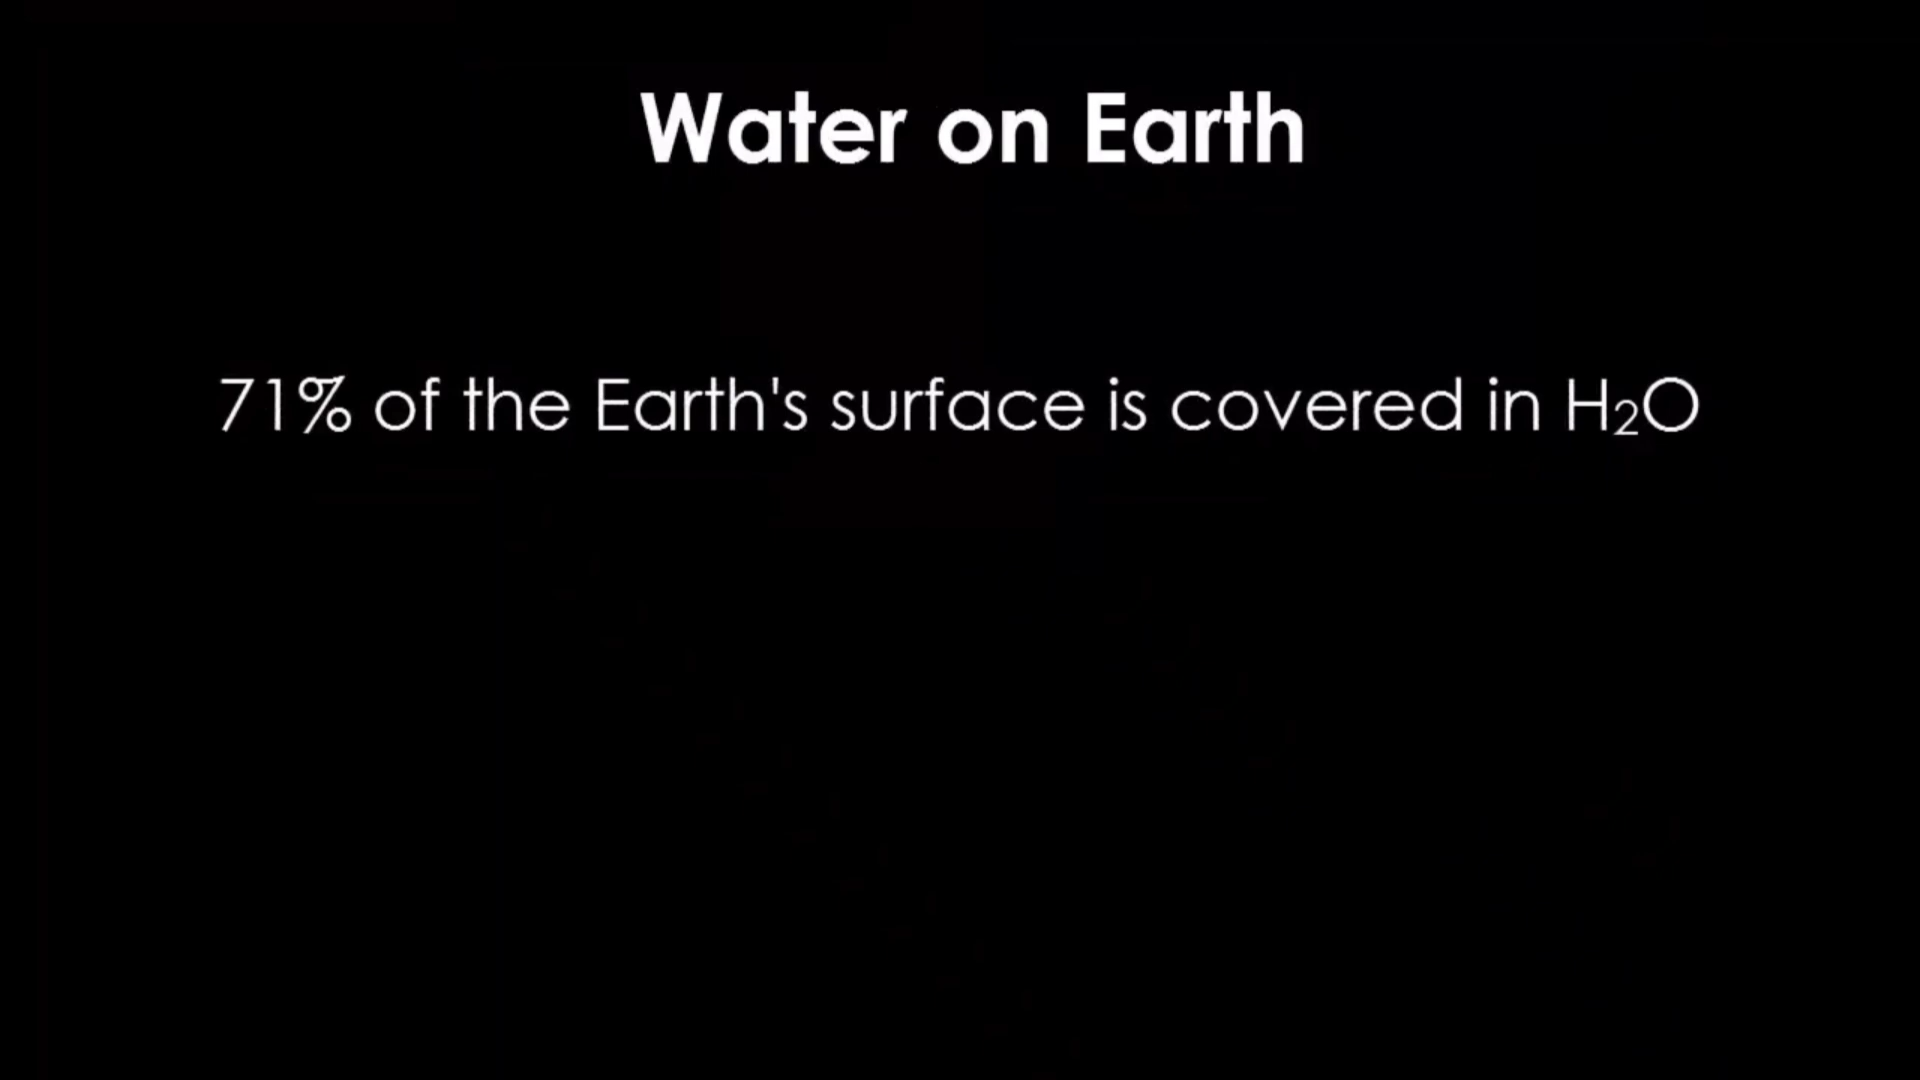 Water on Earth
71% of the Earth's surface is covered in H₂O